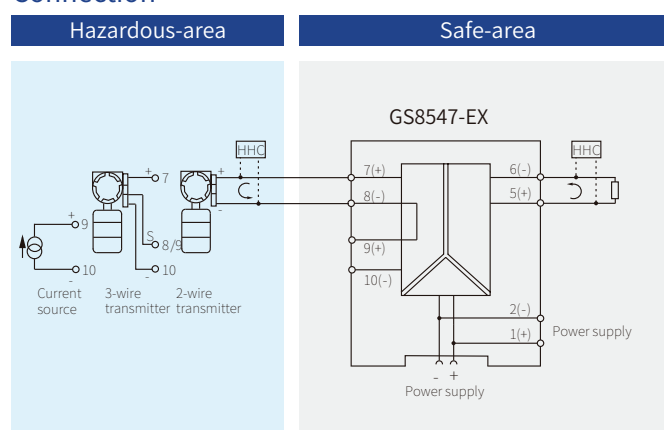 Connection
Hazardous-area
Safe-area
GS8547-EX
HHC
HHC
+
7
+
7(+)
6(-)
8(-)
5(+)
-
+
9
S
8/9
9(+)
10
-
10
-
10(-)
Current
source
3-wire
transmitter
2-wire
transmitter
2(-)
1(+)
Power supply
- +
Power supply